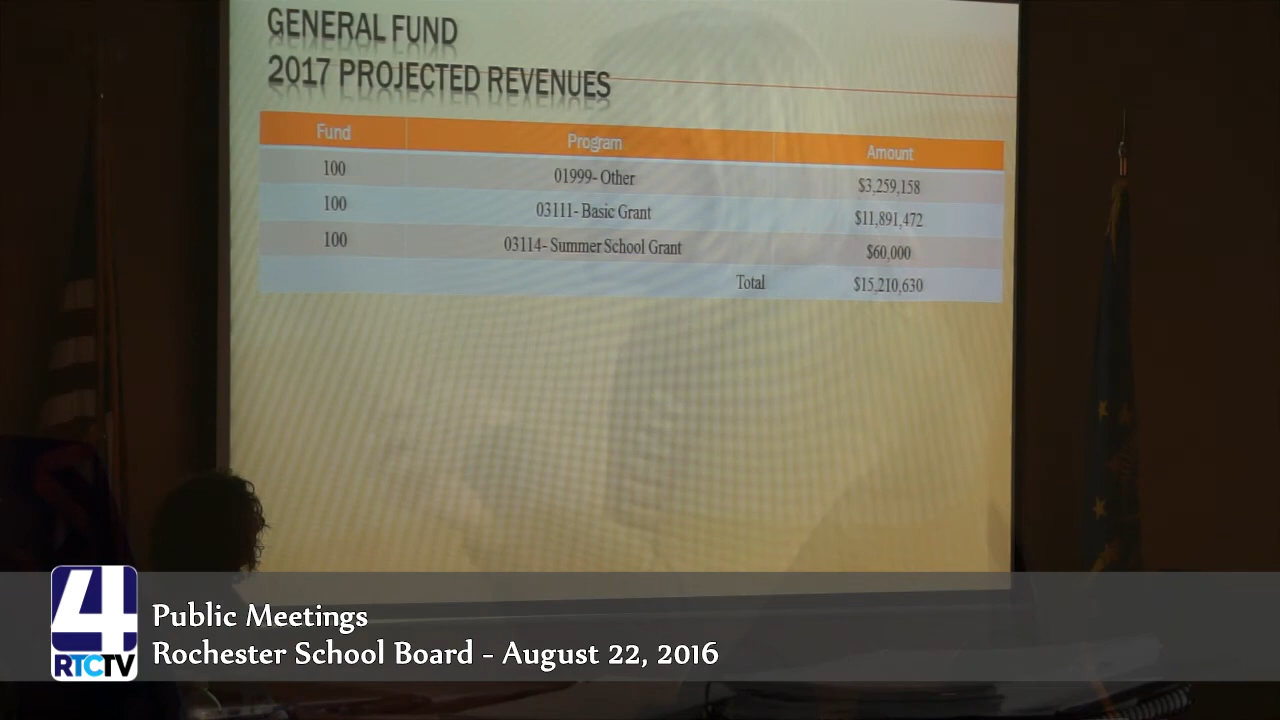 GENERAL FUND
2017 PROJECTED REVENUES
Fund Program Amount
100 01999- Other $3,259,158
100 03111- Basic Grant $11,891,472
100 03114- Summer School Grant $60,000
Total $15,210,630
4
RTCTV
Public Meetings
Rochester School Board - August 22, 2016